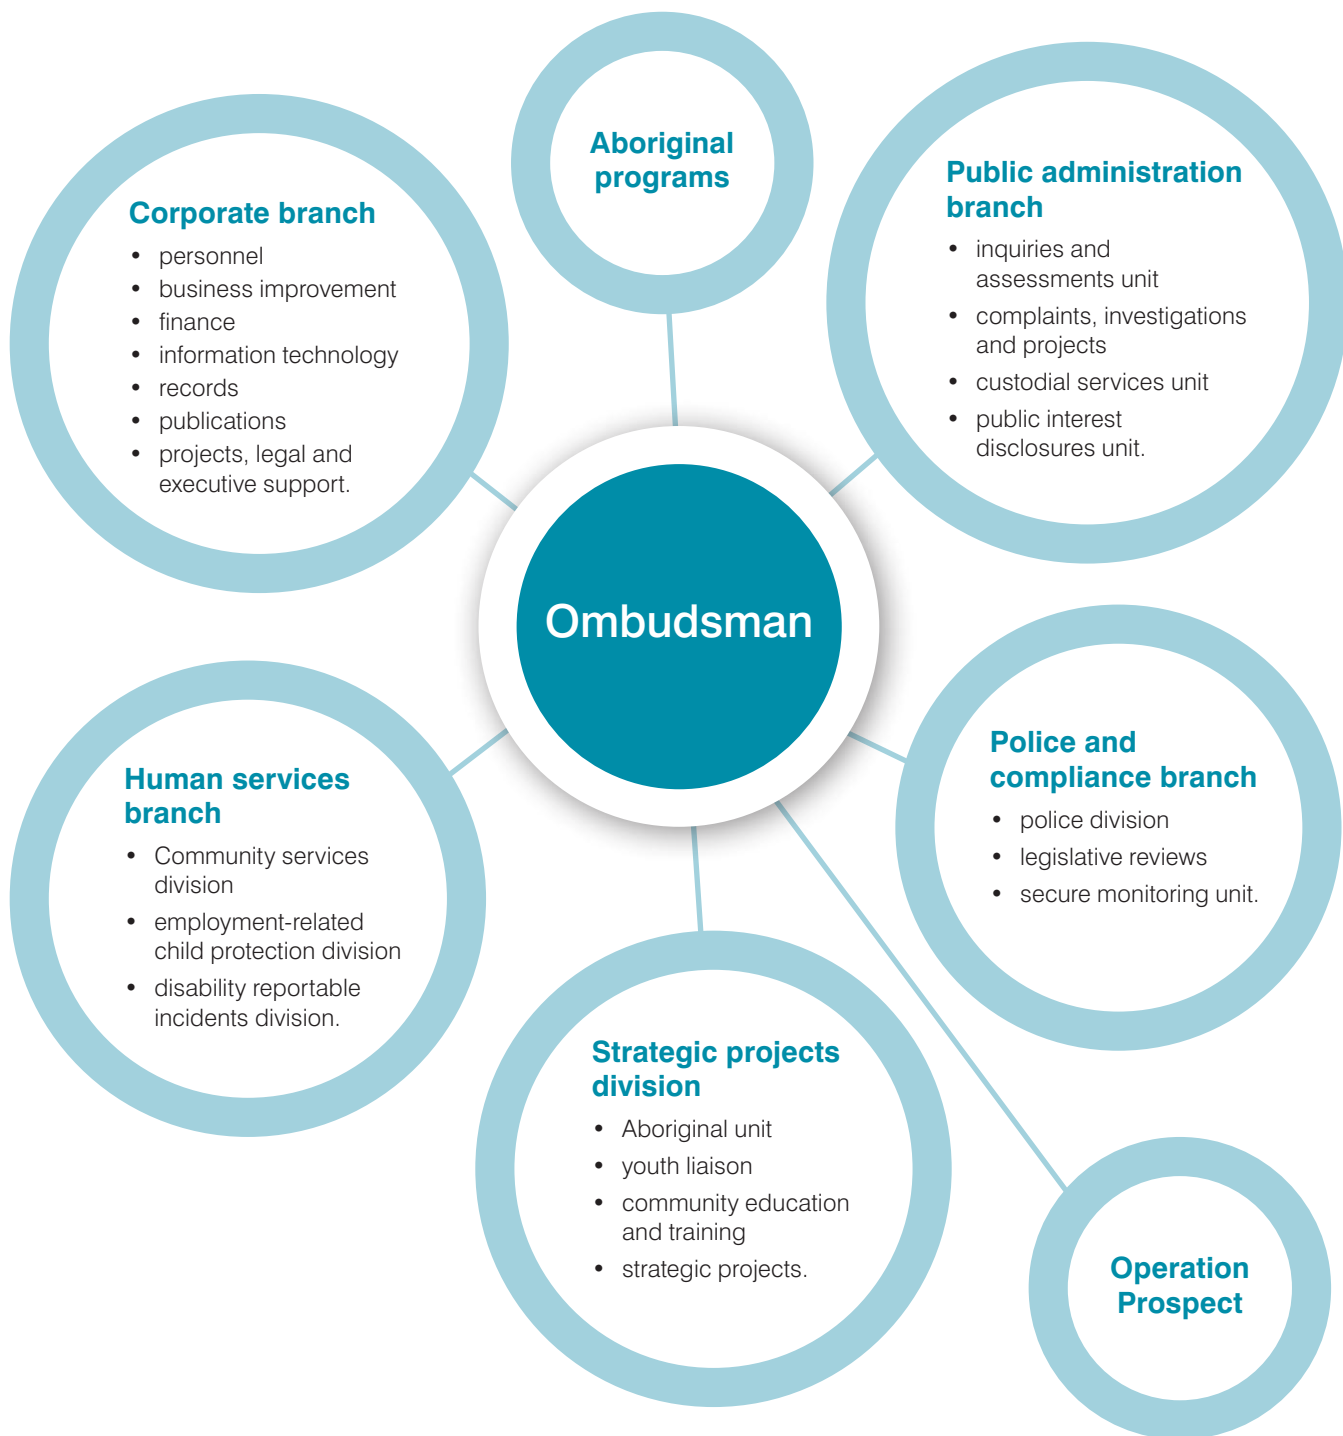 Aboriginal
programs
Corporate branch
• personnel
• business improvement
• finance
• information technology
• records
• publications
• projects, legal and
executive support.
Public administration
branch
• inquiries and
assessments unit
• complaints, investigations
and projects
• custodial services unit
• public interest
disclosures unit.
Ombudsman
Human services
branch
• Community services
division
• employment-related
child protection division
• disability reportable
incidents division.
Police and
compliance branch
• police division
• legislative reviews
• secure monitoring unit.
Strategic projects
division
• Aboriginal unit
• youth liaison
• community education
and training
• strategic projects.
Operation
Prospect